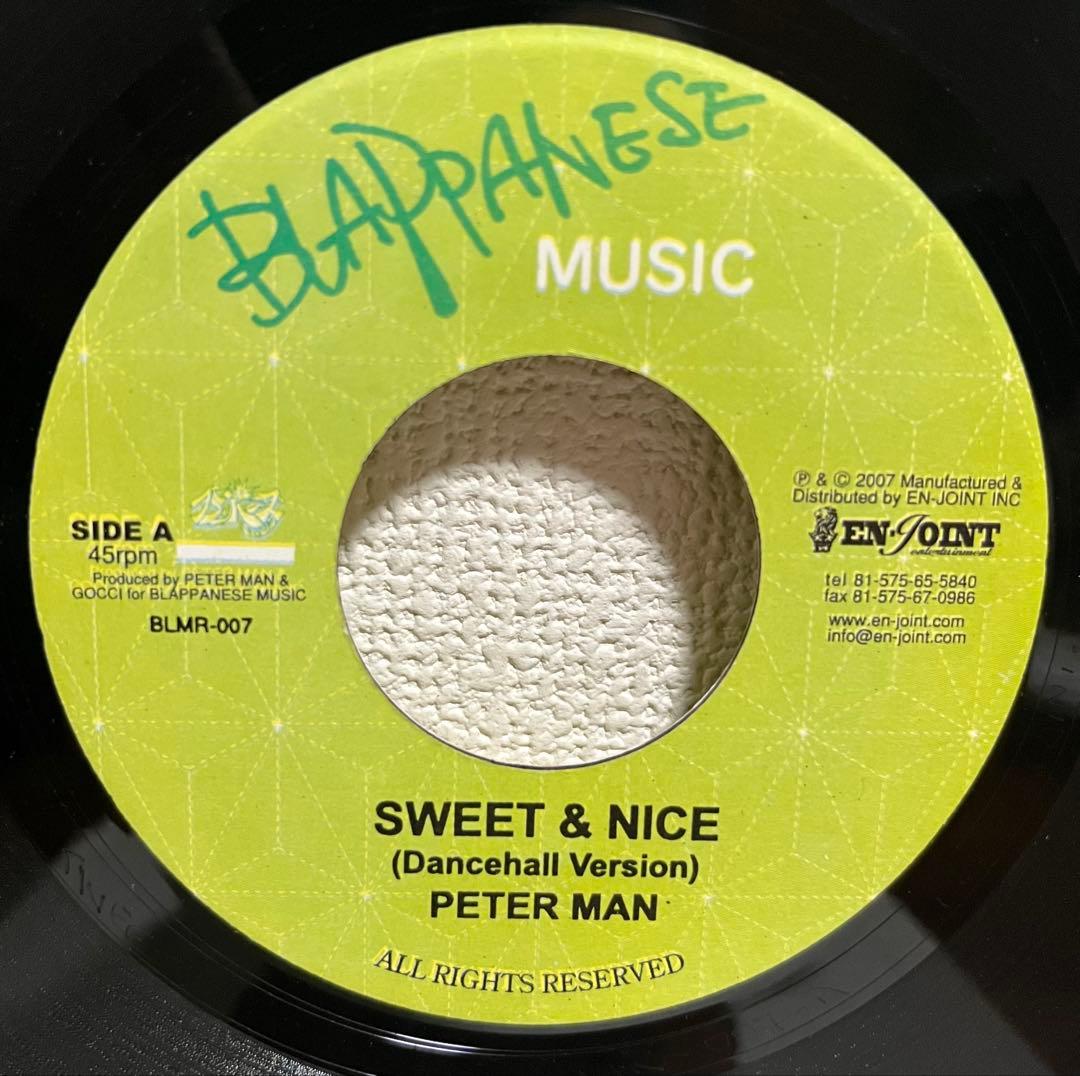 BLAPPANESE
MUSIC
SIDE A
45rpm
Produced by PETER MAN &
GOCCI for BLAPPANESE MUSIC
BLMR-007
℗ & © 2007 Manufactured &
Distributed by EN-JOINT INC
EN-JOINT
entertainment
tel 81-575-65-5840
fax 81-575-67-0986
www.en-joint.com
info@en-joint.com
SWEET & NICE
(Dancehall Version)
PETER MAN
ALL RIGHTS RESERVED